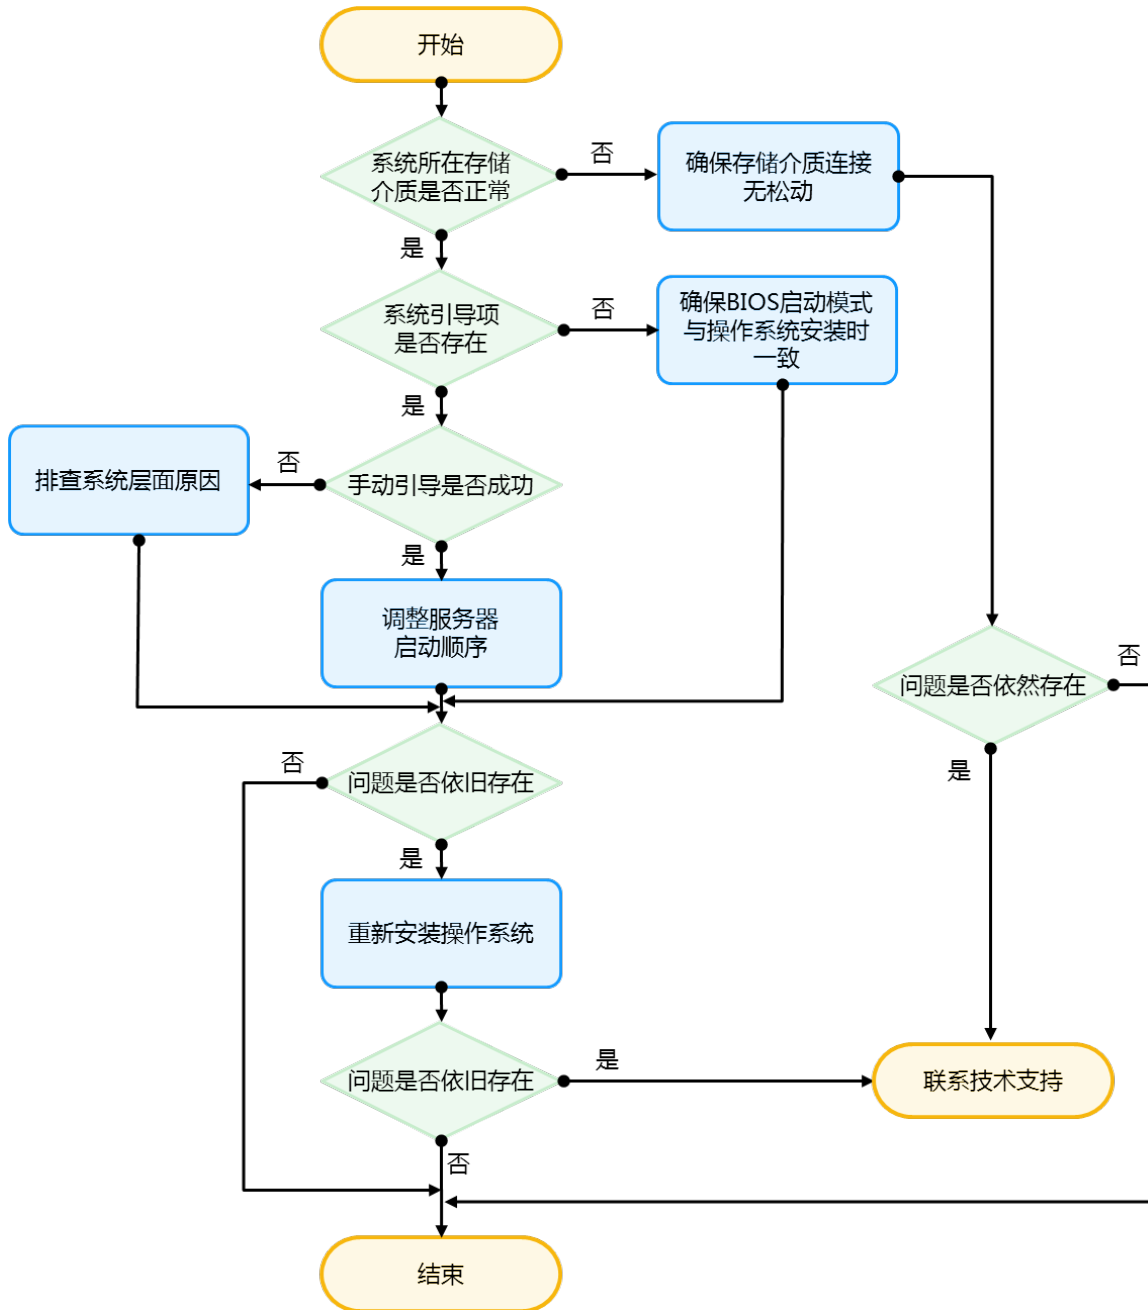 开始
系统所在存储
介质是否正常
否
确保存储介质连接
无松动
是
系统引导项
是否存在
否
确保BIOS启动模式
与操作系统安装时
一致
是
手动引导是否成功
否
排查系统层面原因
是
调整服务器
启动顺序
问题是否依然存在
否
是
问题是否依旧存在
否
是
重新安装操作系统
问题是否依旧存在
是
联系技术支持
否
结束